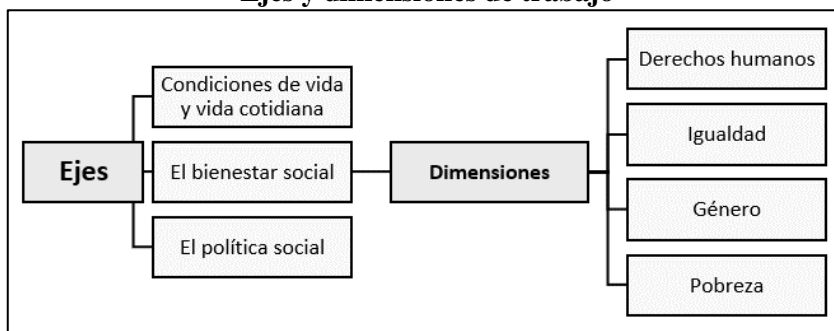 Ejes y dimensiones de trabajo
Condiciones de vida
y vida cotidiana
Ejes
El bienestar social
El política social
Dimensiones
Derechos humanos
Igualdad
Género
Pobreza